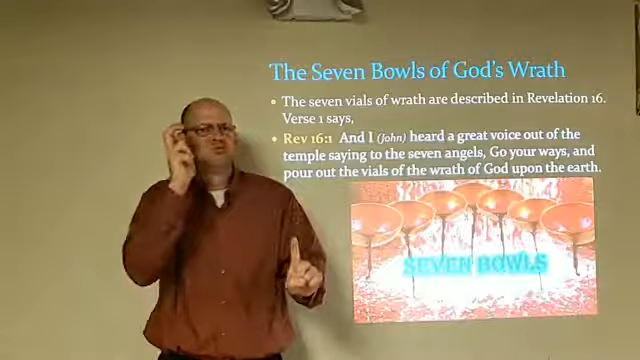 The Seven Bowls of God's Wrath
The seven vials of wrath are described in Revelation 16.
Verse 1 says,
Rev 16:1 And I (John) heard a great voice out of the
temple saying to the seven angels, Go your ways, and
pour out the vials of the wrath of God upon the earth.
SEVEN BOWLS